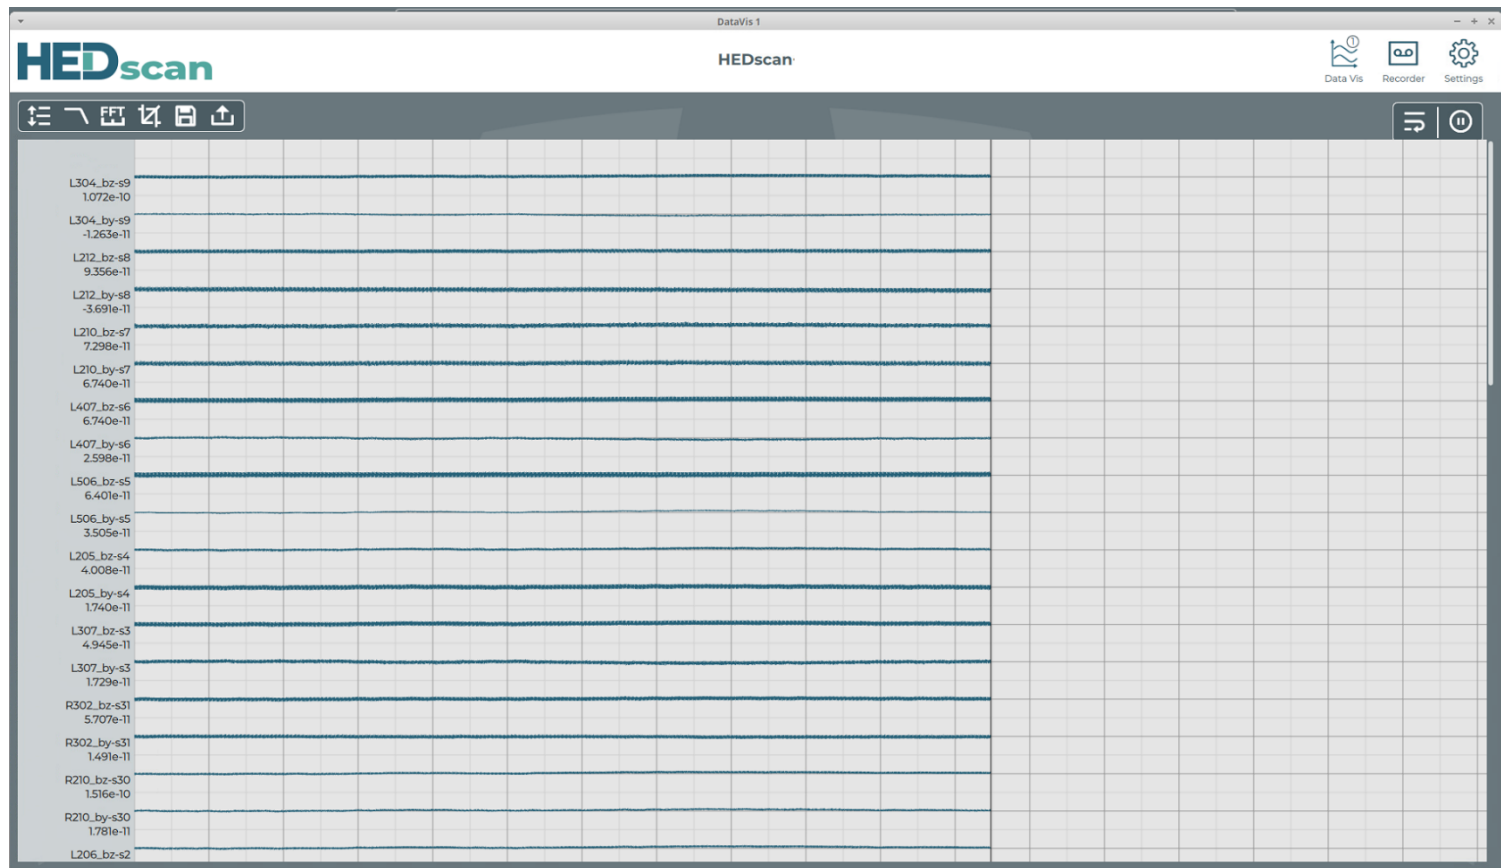 DataVis 1
HEDscan
HEDscan
Data Vis
Recorder
Settings
FFT
L304_bz-s9
1.072e-10
L304_by-s9
-1.263e-11
L212_bz-s8
9.356e-11
L212_by-s8
-3.691e-11
L210_bz-s7
7.298e-11
L210_by-s7
6.740e-11
L407_bz-s6
6.740e-11
L407_by-s6
2.598e-11
L506_bz-s5
6.401e-11
L506_by-s5
3.505e-11
L205_bz-s4
4.008e-11
L205_by-s4
1.740e-11
L307_bz-s3
4.945e-11
L307_by-s3
1.729e-11
R302_bz-s31
5.707e-11
R302_by-s31
1.491e-11
R210_bz-s30
1.516e-10
R210_by-s30
1.781e-11
L206_bz-s2